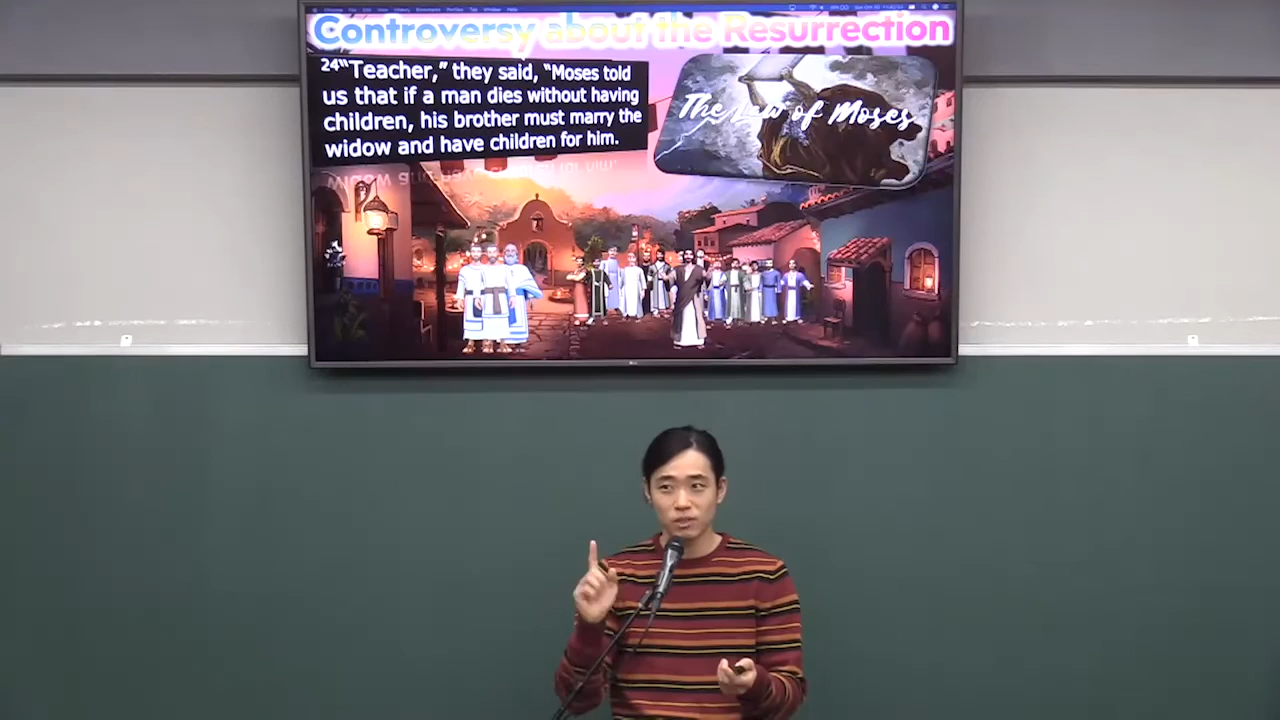 Controversy about the Resurrection
24“Teacher,” they said, “Moses told
us that if a man dies without having
children, his brother must marry the
widow and have children for him.
The Law of Moses
LG